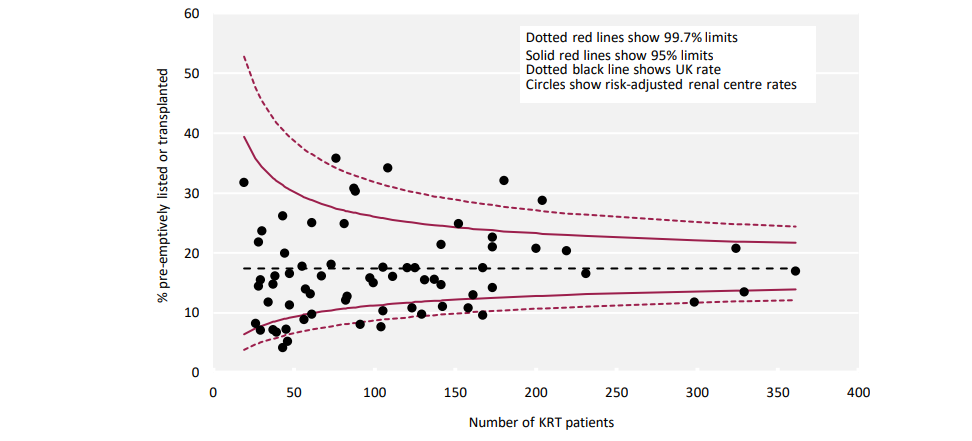 60
50
40
30
20
10
0
% pre-emptively listed or transplanted
Dotted red lines show 99.7% limits
Solid red lines show 95% limits
Dotted black line shows UK rate
Circles show risk-adjusted renal centre rates
0 50 100 150 200 250 300 350 400
Number of KRT patients